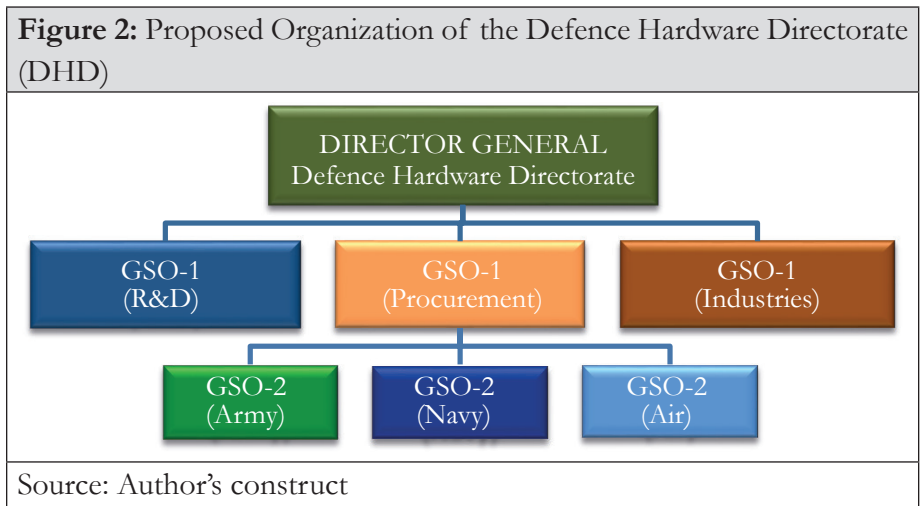 Figure 2: Proposed Organization of the Defence Hardware Directorate
(DHD)
DIRECTOR GENERAL
Defence Hardware Directorate
GSO-1
(R&D)
GSO-1
(Procurement)
GSO-1
(Industries)
GSO-2
(Army)
GSO-2
(Navy)
GSO-2
(Air)
Source: Author's construct